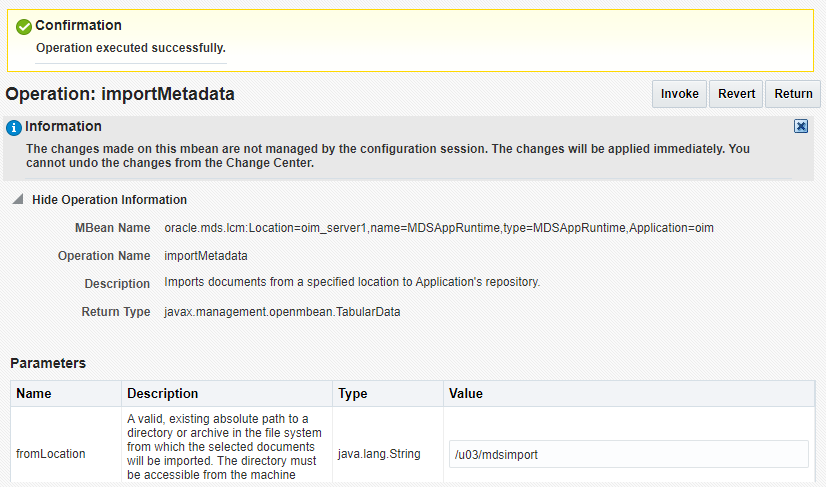 Confirmation
Operation executed successfully.
Operation: importMetadata
Invoke Revert Return
Information
The changes made on this mbean are not managed by the configuration session. The changes will be applied immediately. You
cannot undo the changes from the Change Center.
Hide Operation Information
MBean Name oracle.mds.lcm:Location=oim_server1,name=MDSAppRuntime,type=MDSAppRuntime,Application=oim
Operation Name importMetadata
Description Imports documents from a specified location to Application's repository.
Return Type javax.management.openmbean.TabularData
Parameters
Name Description Type Value
A valid, existing absolute path to a
directory or archive in the file system
from which the selected documents
fromLocation will be imported. The directory must java.lang.String /u03/mdsimport
be accessible from the machine